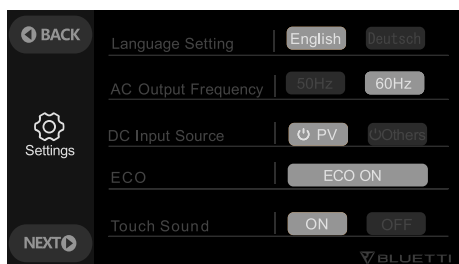 BACK
Language Setting English Deutsch
AC Output Frequency 50Hz 60Hz
DC Input Source PV Others
Settings
ECO ECO ON
Touch Sound ON OFF
NEXT
BLUETTI